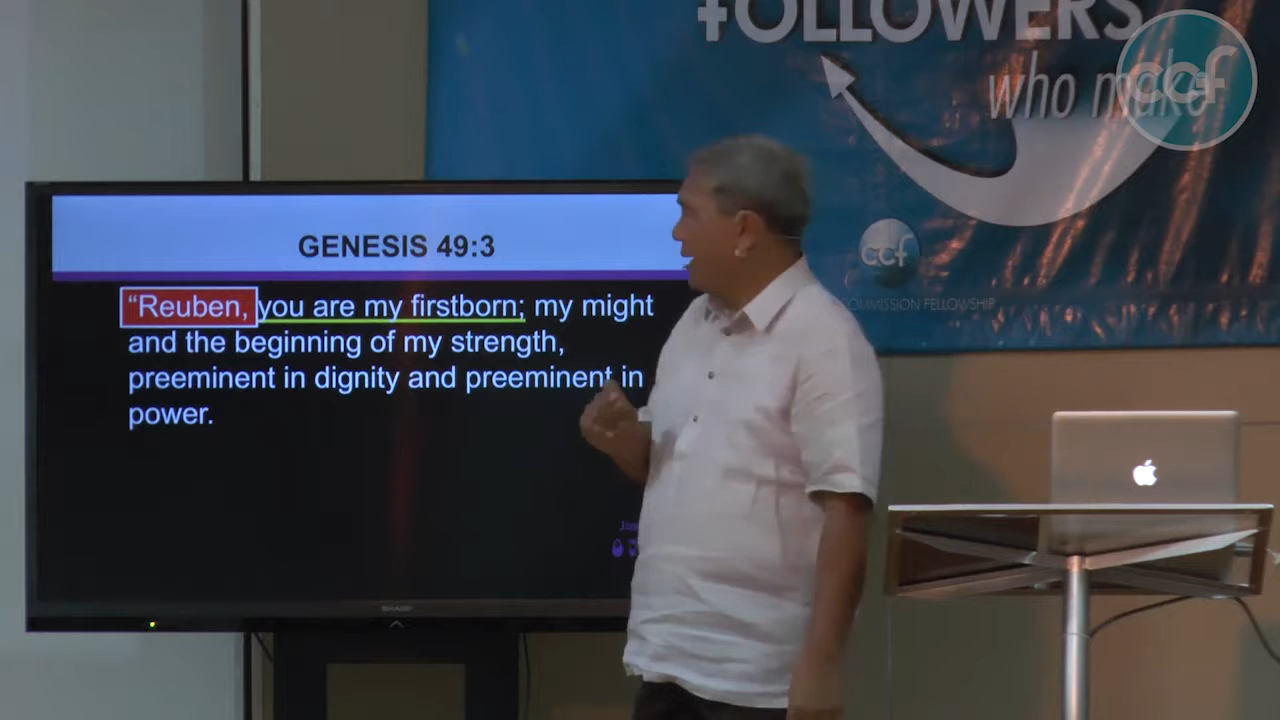 FOLLOWERS
who make
ccf
ccf
COMMISSION FELLOWSHIP
GENESIS 49:3
“Reuben, you are my firstborn; my might
and the beginning of my strength,
preeminent in dignity and preeminent in
power.
SHARP